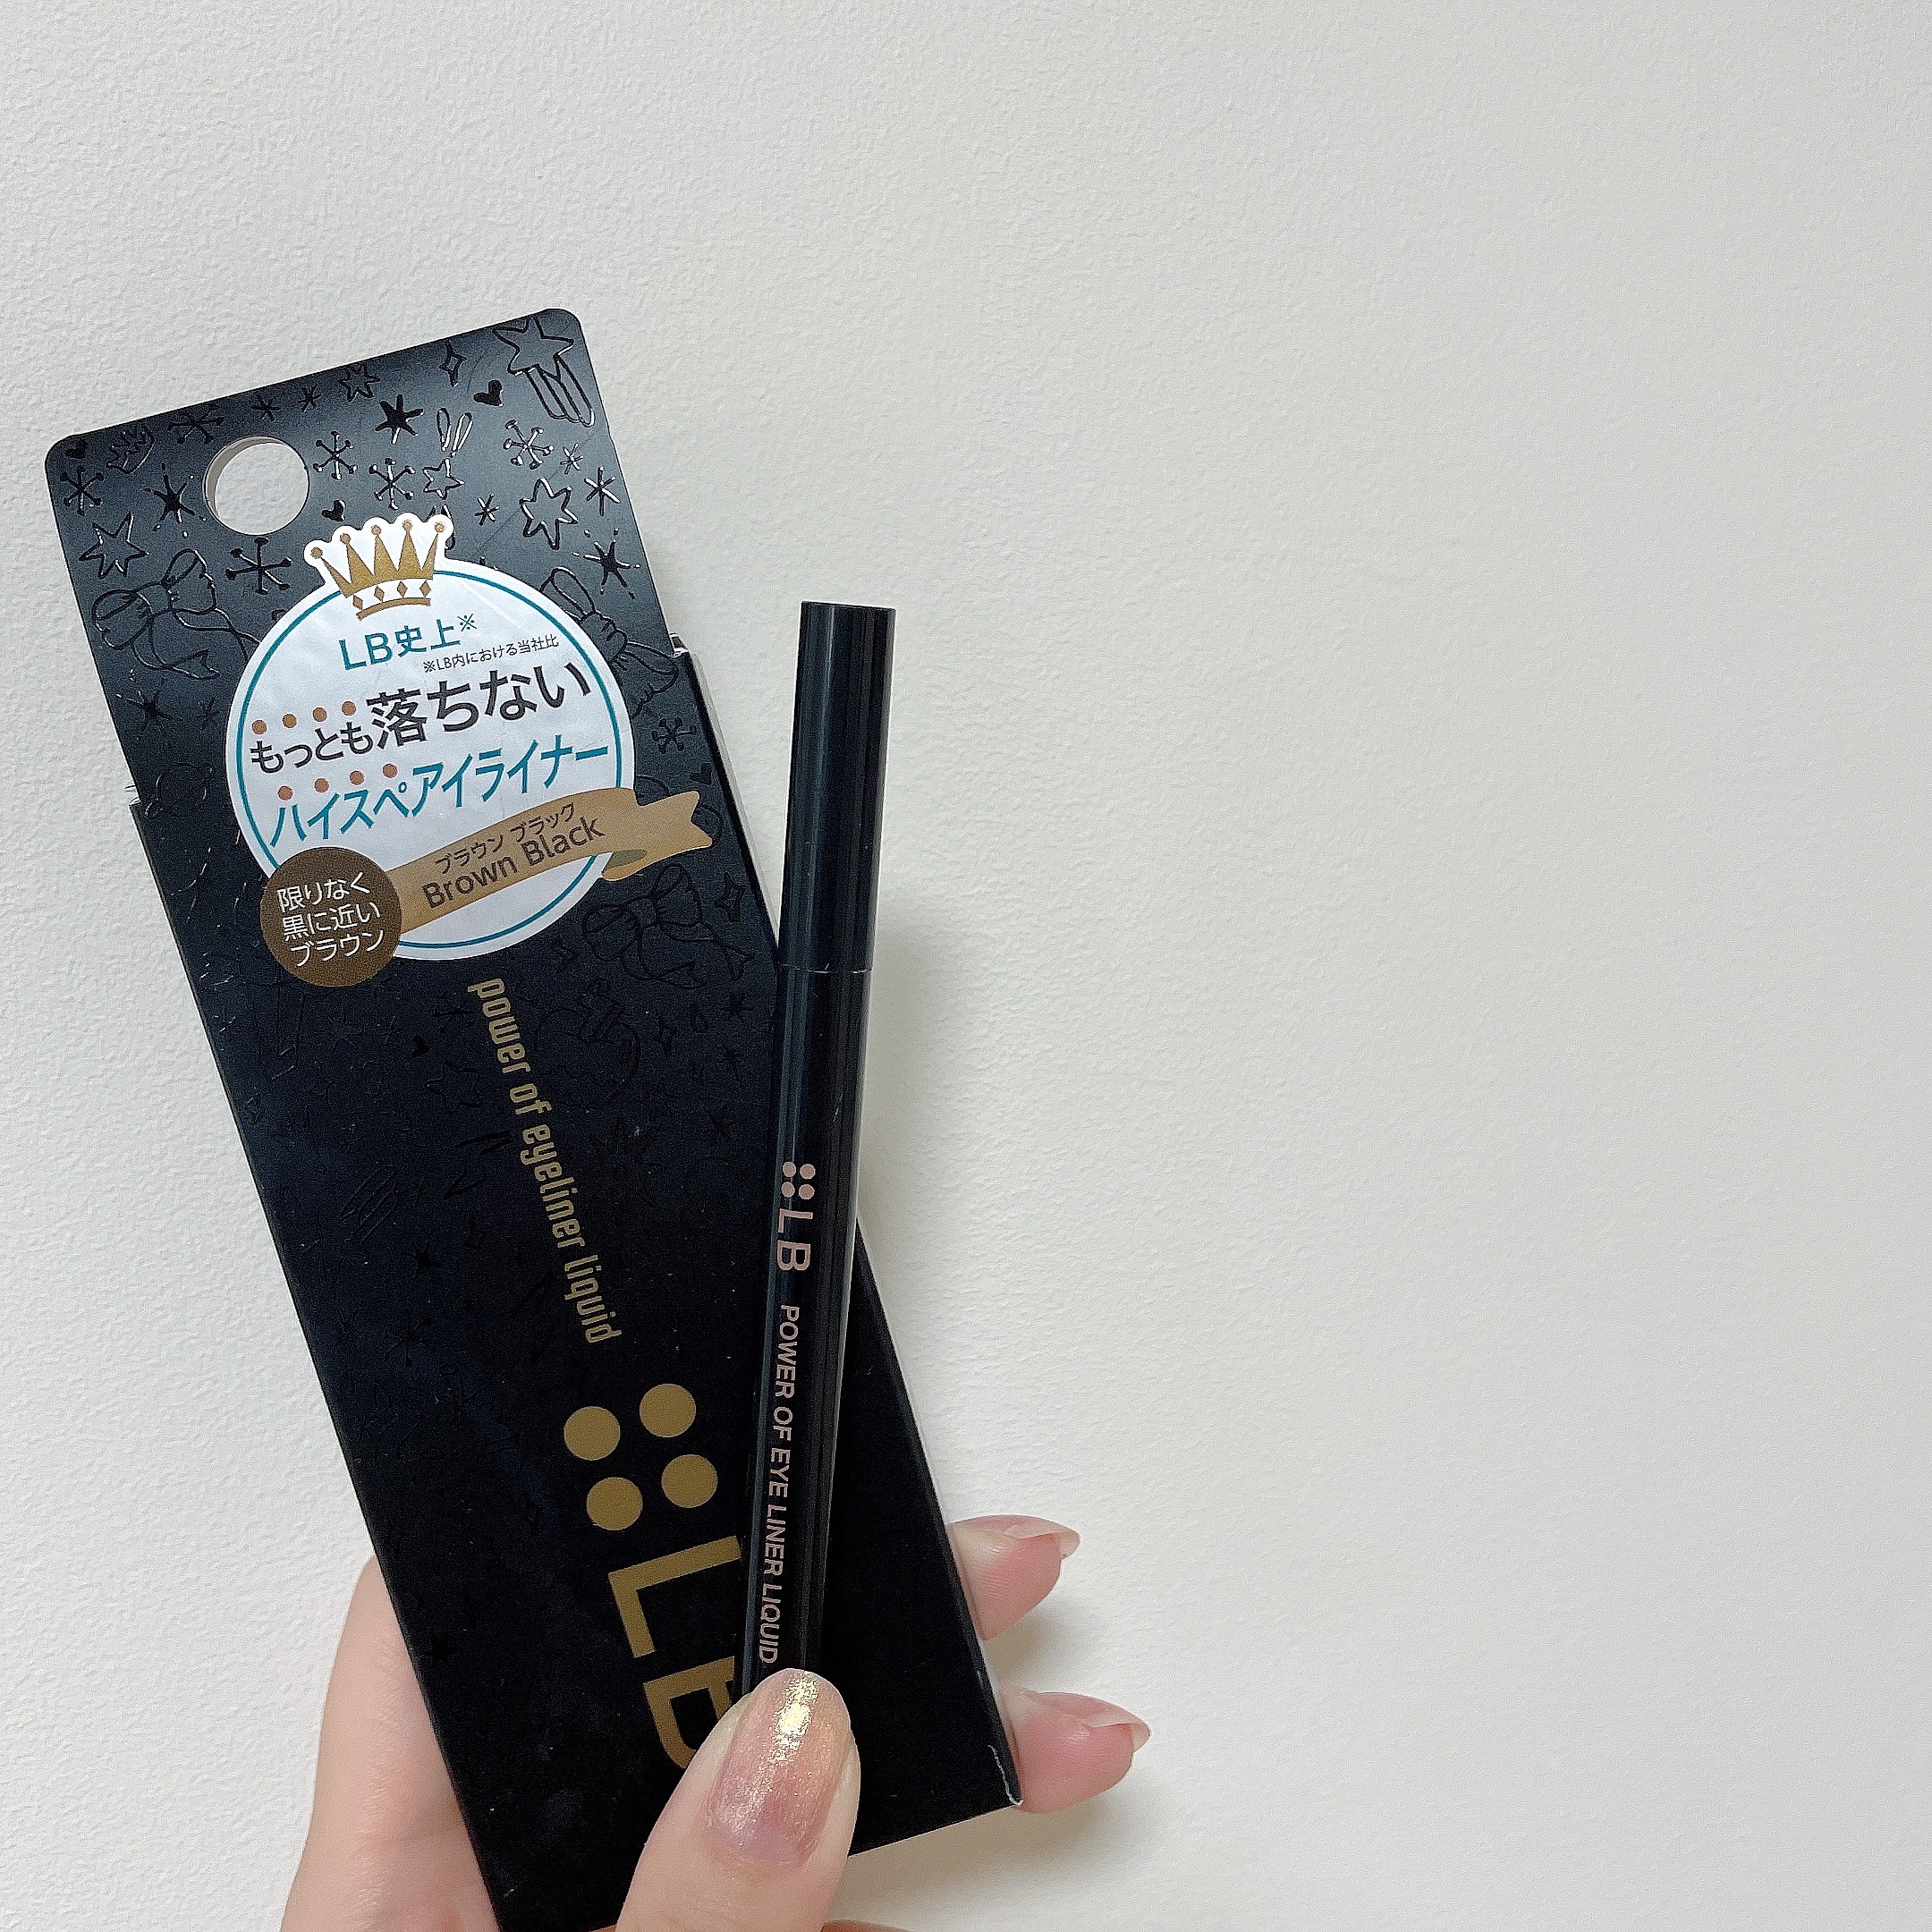 LB史上※
※LB内における当社比
もっとも落ちない
ハイスペアイライナー
ブラウン ブラック
Brown Black
限りなく
黒に近い
ブラウン
power of eyeliner liquid
LB
LB POWER OF EYE LINER LIQUID